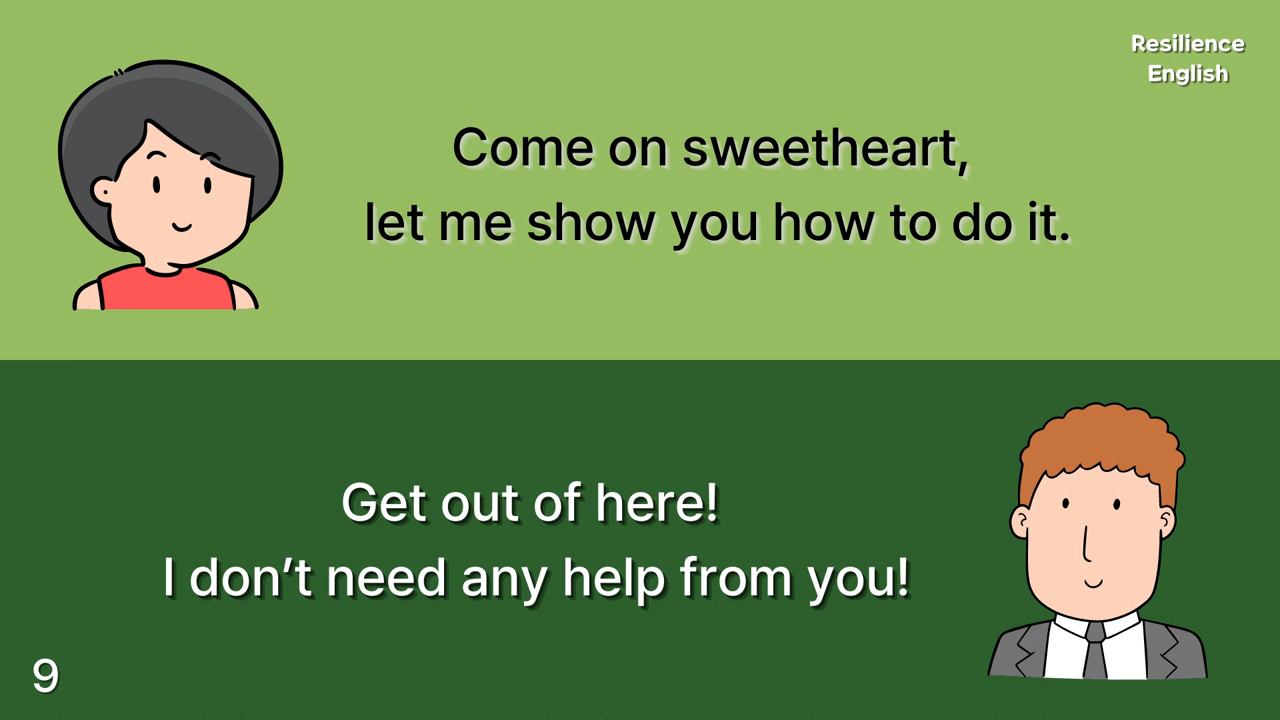 Resilience
English
Come on sweetheart,
let me show you how to do it.
Get out of here!
I don’t need any help from you!
9